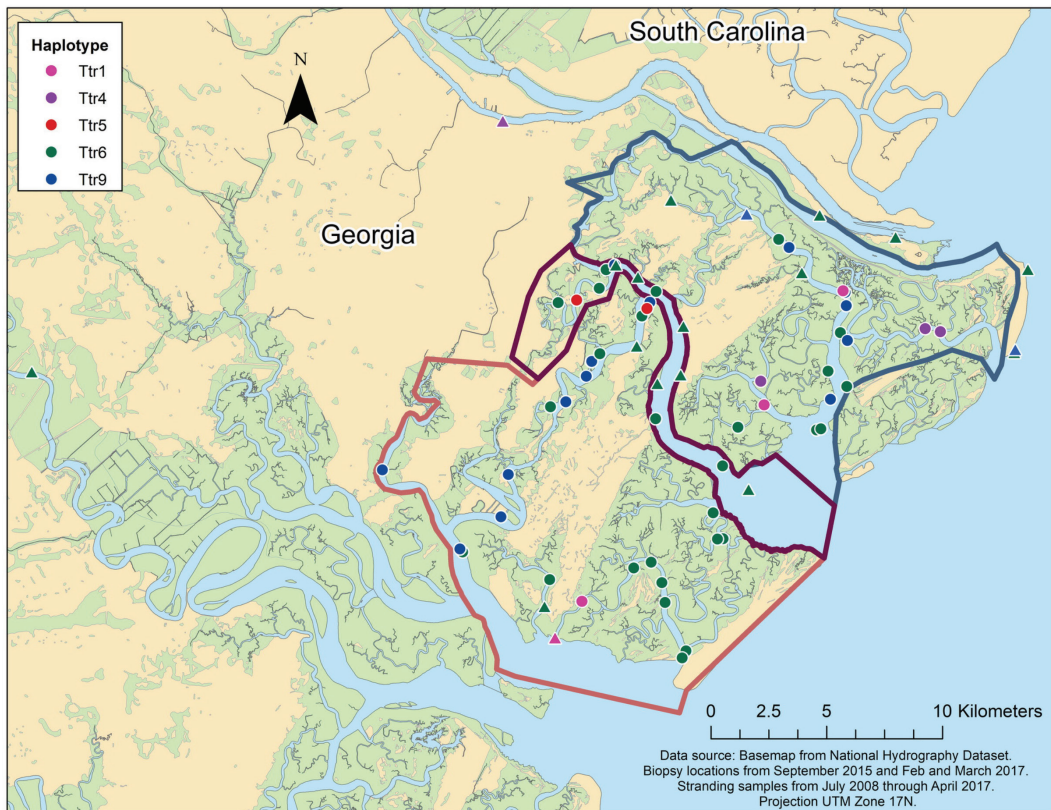 South Carolina
Haplotype
Ttr1
Ttr4
Ttr5
Ttr6
Ttr9
N
Georgia
0 2.5 5 10 Kilometers
Data source: Basemap from National Hydrography Dataset.
Biopsy locations from September 2015 and Feb and March 2017.
Stranding samples from July 2008 through April 2017.
Projection UTM Zone 17N.